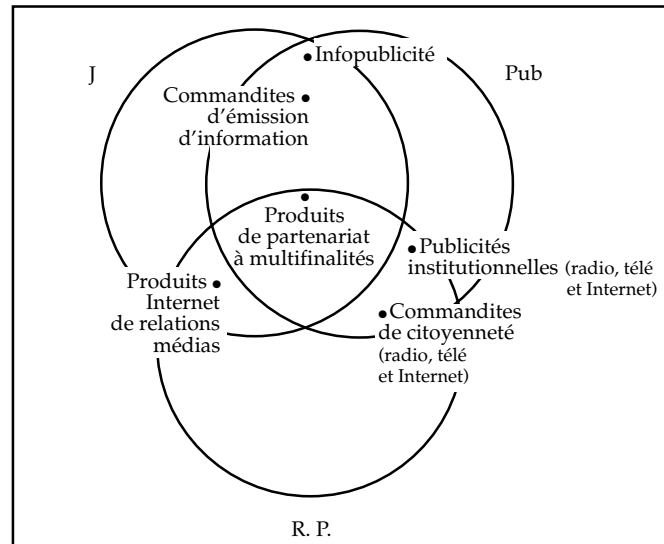 • Infopublicité
J
Pub
Commandites •
d'émission
d'information
•
Produits
de partenariat
à multifinalités
• Publicités
institutionnelles (radio, télé
et Internet)
Produits •
Internet
de relations
médias
• Commandites
de citoyenneté
(radio, télé
et Internet)
R. P.